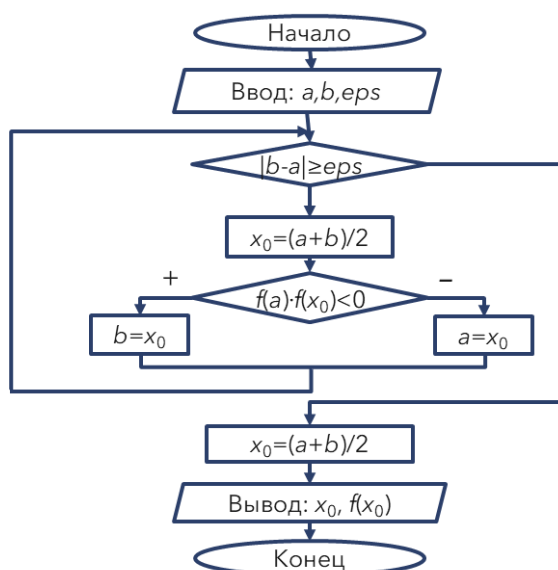 Начало
Ввод: a,b,eps
|b-a|≥eps
x₀=(a+b)/2
+
–
f(a)·f(x₀)<0
b=x₀
a=x₀
x₀=(a+b)/2
Вывод: x₀, f(x₀)
Конец